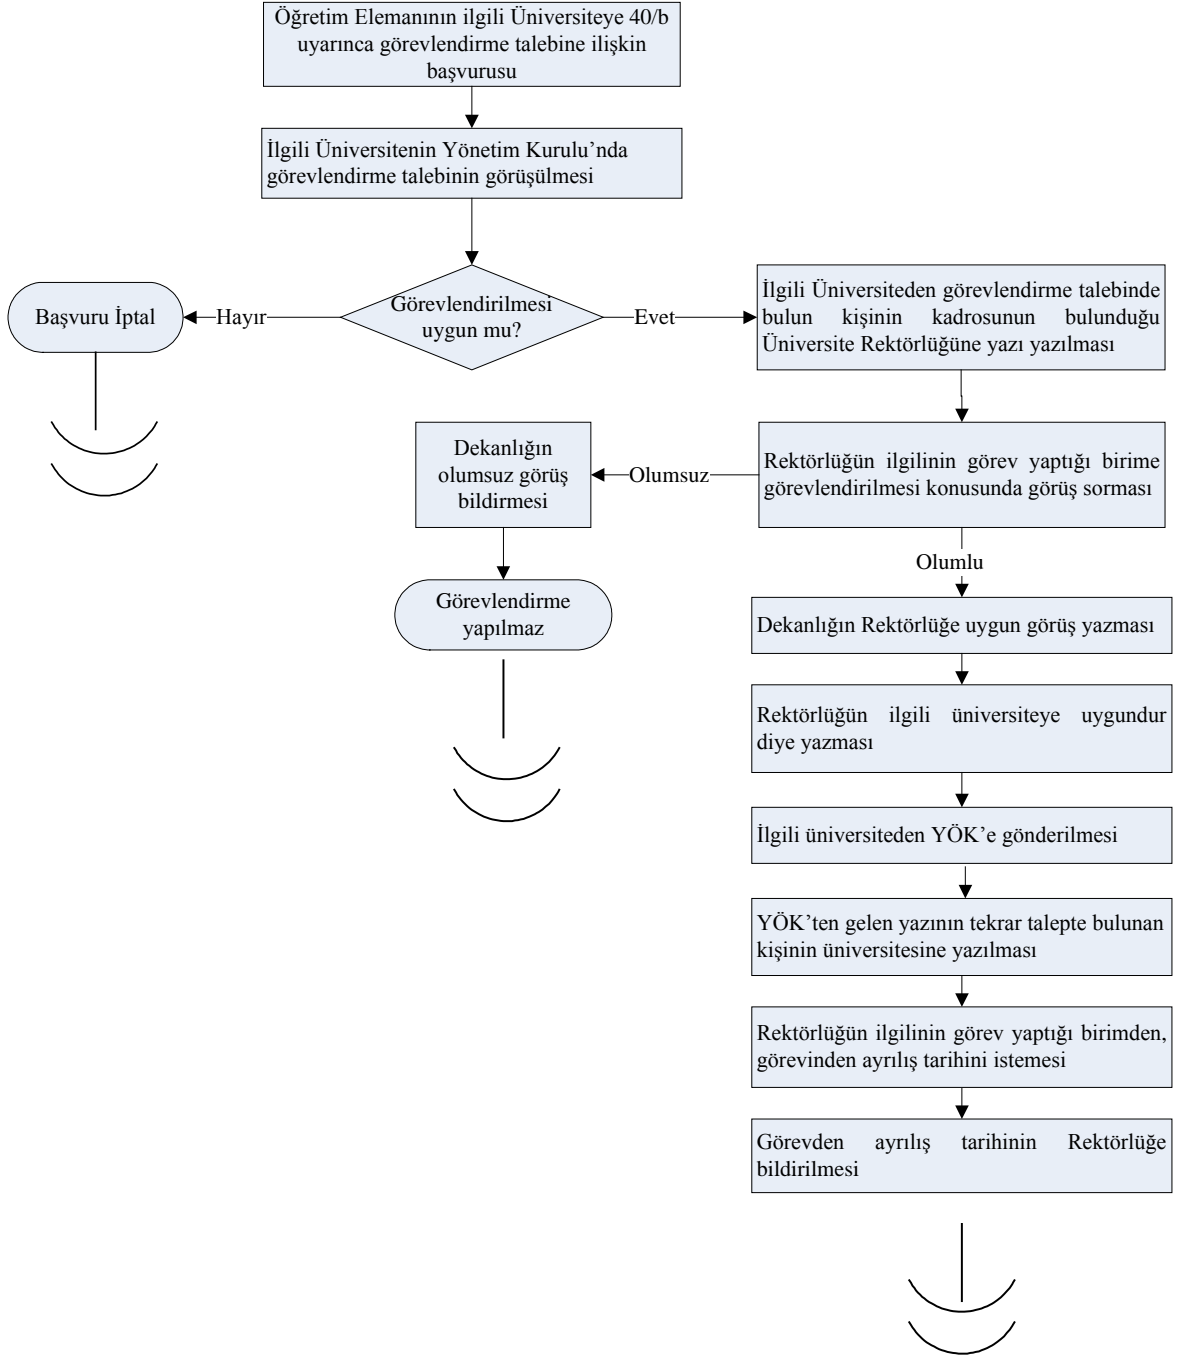 Öğretim Elemanının ilgili Üniversiteye 40/b
uyarınca görevlendirme talebine ilişkin
başvurusu
İlgili Üniversitenin Yönetim Kurulu’nda
görevlendirme talebinin görüşülmesi
Görevlendirilmesi
uygun mu?
Hayır
Başvuru İptal
Evet
İlgili Üniversiteden görevlendirme talebinde
bulun kişinin kadrosunun bulunduğu
Üniversite Rektörlüğüne yazı yazılması
Rektörlüğün ilgilinin görev yaptığı birime
görevlendirilmesi konusunda görüş sorması
Olumsuz
Dekanlığın
olumsuz görüş
bildirmesi
Görevlendirme
yapılmaz
Olumlu
Dekanlığın Rektörlüğe uygun görüş yazması
Rektörlüğün ilgili üniversiteye uygundur
diye yazması
İlgili üniversiteden YÖK’e gönderilmesi
YÖK’ten gelen yazının tekrar talepte bulunan
kişinin üniversitesine yazılması
Rektörlüğün ilgilinin görev yaptığı birimden,
görevinden ayrılış tarihini istemesi
Görevden ayrılış tarihinin Rektörlüğe
bildirilmesi